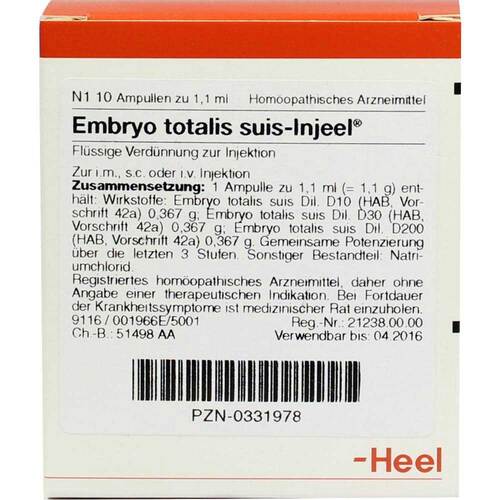 N1 10 Ampullen zu 1,1 ml Homöopathisches Arzneimittel
Embryo totalis suis-Injeel®
Flüssige Verdünnung zur Injektion
Zur i.m., s.c. oder i.v. Injektion
Zusammensetzung: 1 Ampulle zu 1,1 ml (= 1,1 g) ent-
hält: Wirkstoffe: Embryo totalis suis Dil. D10 (HAB, Vor-
schrift 42a) 0,367 g; Embryo totalis suis Dil. D30 (HAB,
Vorschrift 42a) 0,367 g; Embryo totalis suis Dil. D200
(HAB, Vorschrift 42a) 0,367 g. Gemeinsame Potenzierung
über die letzten 3 Stufen. Sonstiger Bestandteil: Natri-
umchlorid.
Registriertes homöopathisches Arzneimittel, daher ohne
Angabe einer therapeutischen Indikation. Bei Fortdauer
der Krankheitssymptome ist medizinischer Rat einzuholen.
9116 / 001966E/5001 Reg.-Nr.: 21238.00.00
Ch.-B.: 51498 AA Verwendbar bis: 04.2016
PZN-0331978
-Heel